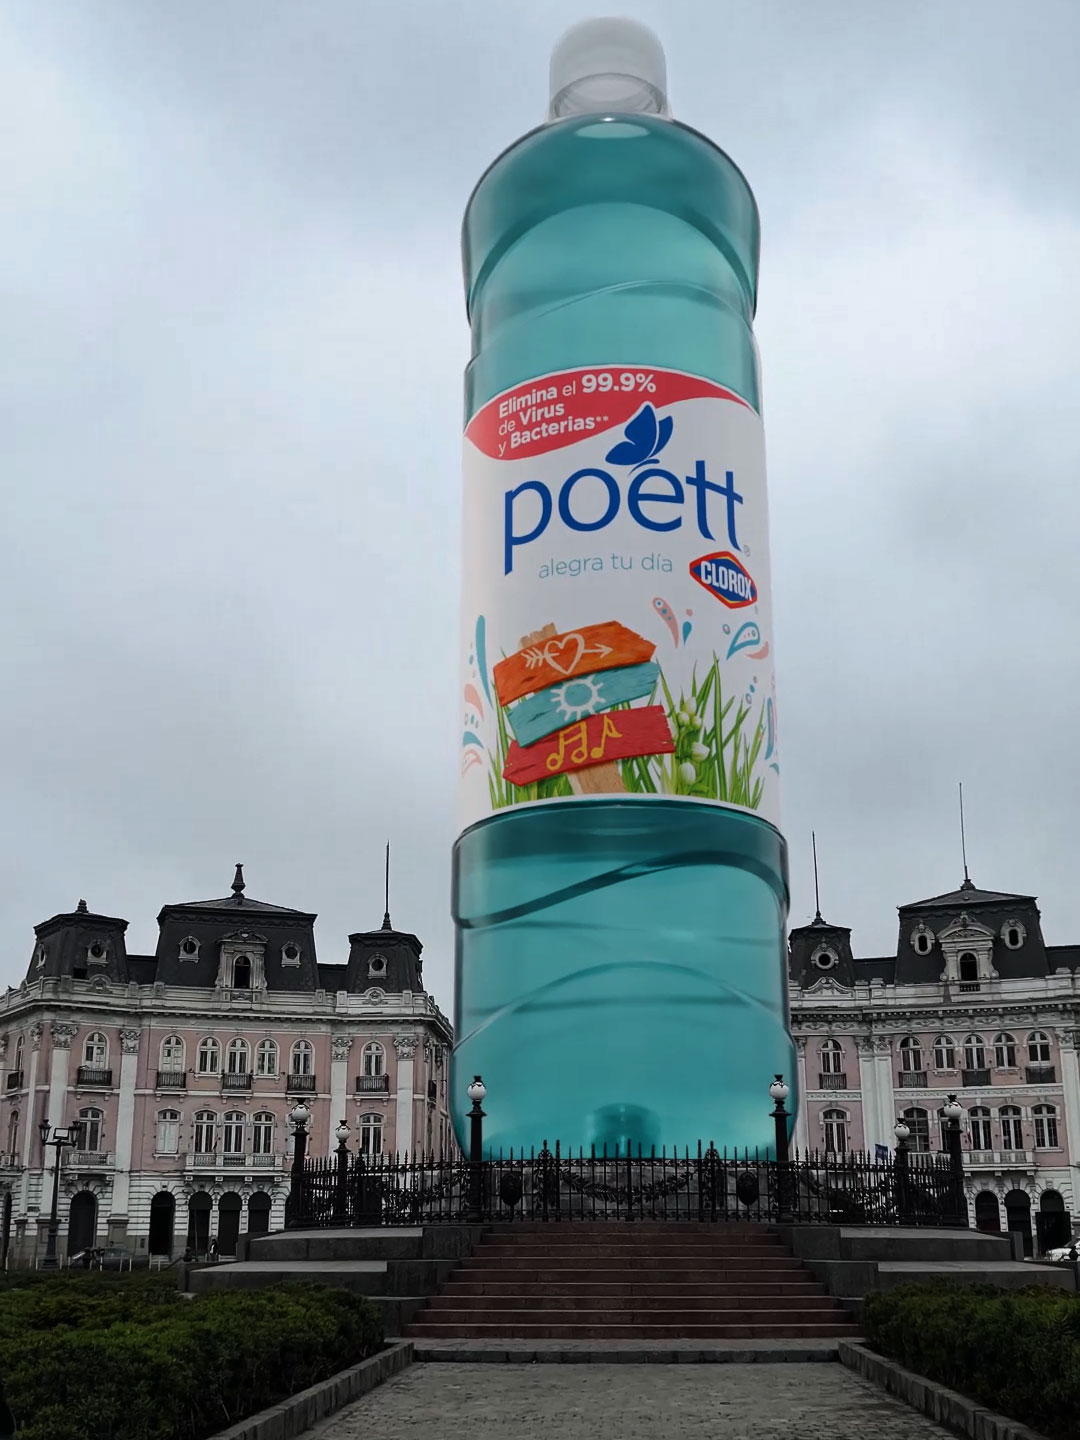 Elimina el 99.9%
de Virus
y Bacterias**
poett®
alegra tu día
CLOROX